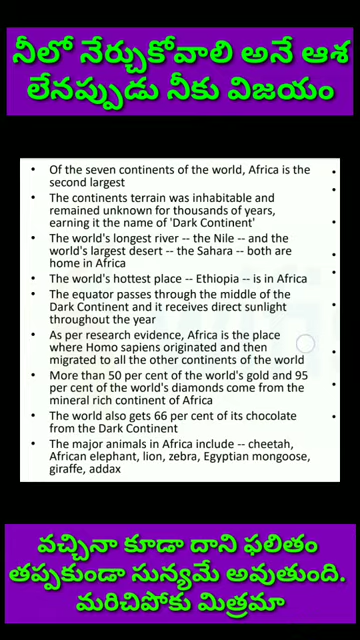 నీలో నేర్చుకోవాలి అనే ఆశ
లేనప్పుడు నీకు విజయం
• Of the seven continents of the world, Africa is the
second largest
• The continents terrain was inhabitable and
remained unknown for thousands of years,
earning it the name of 'Dark Continent'
• The world's longest river -- the Nile -- and the
world's largest desert -- the Sahara -- both are
home in Africa
• The world's hottest place -- Ethiopia -- is in Africa
• The equator passes through the middle of the
Dark Continent and it receives direct sunlight
throughout the year
• As per research evidence, Africa is the place
where Homo sapiens originated and then
migrated to all the other continents of the world
• More than 50 per cent of the world's gold and 95
per cent of the world's diamonds come from the
mineral rich continent of Africa
• The world also gets 66 per cent of its chocolate
from the Dark Continent
• The major animals in Africa include -- cheetah,
African elephant, lion, zebra, Egyptian mongoose,
giraffe, addax
వచ్చినా కూడా దాని ఫలితం
తప్పకుండా సున్యమే అవుతుంది.
మరిచిపోకు మిత్రమా